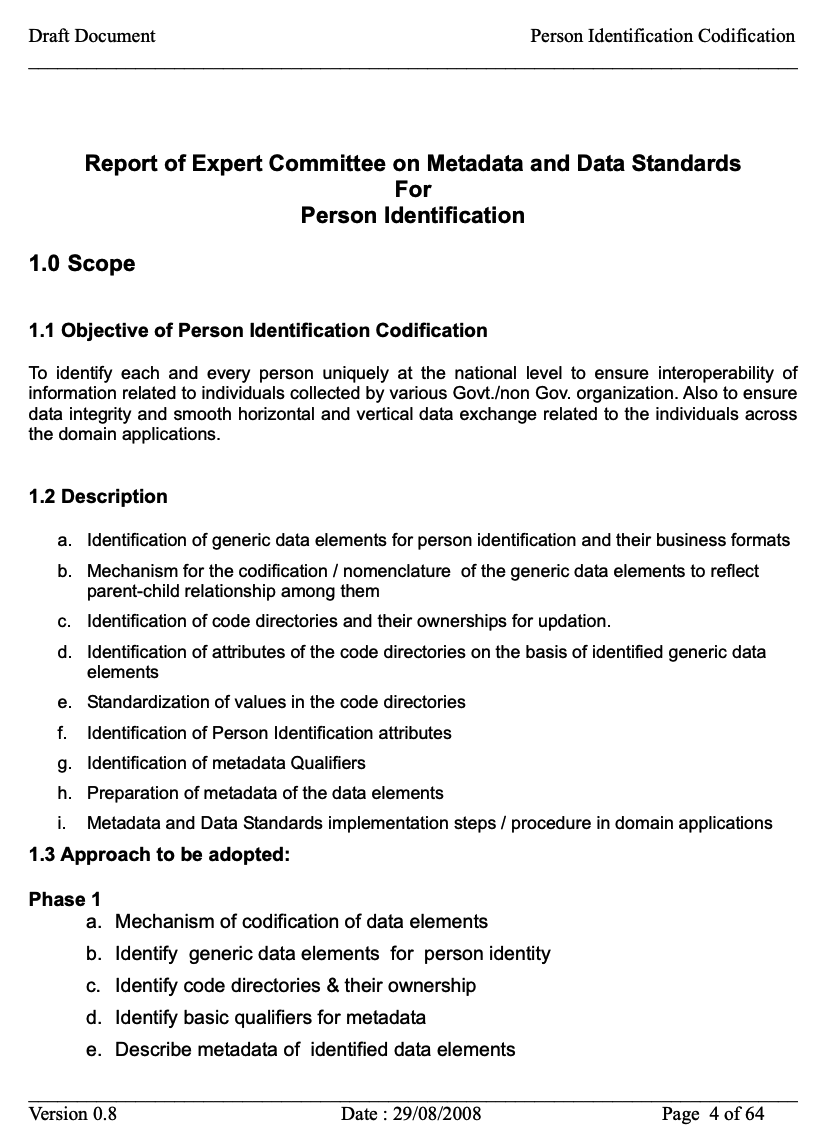 Draft Document Person Identification Codification
Report of Expert Committee on Metadata and Data Standards
For
Person Identification
1.0 Scope
1.1 Objective of Person Identification Codification
To identify each and every person uniquely at the national level to ensure interoperability of
information related to individuals collected by various Govt./non Gov. organization. Also to ensure
data integrity and smooth horizontal and vertical data exchange related to the individuals across
the domain applications.
1.2 Description
a. Identification of generic data elements for person identification and their business formats
b. Mechanism for the codification / nomenclature of the generic data elements to reflect
parent-child relationship among them
c. Identification of code directories and their ownerships for updation.
d. Identification of attributes of the code directories on the basis of identified generic data
elements
e. Standardization of values in the code directories
f. Identification of Person Identification attributes
g. Identification of metadata Qualifiers
h. Preparation of metadata of the data elements
i. Metadata and Data Standards implementation steps / procedure in domain applications
1.3 Approach to be adopted:
Phase 1
a. Mechanism of codification of data elements
b. Identify generic data elements for person identity
c. Identify code directories & their ownership
d. Identify basic qualifiers for metadata
e. Describe metadata of identified data elements
Version 0.8 Date : 29/08/2008 Page 4 of 64